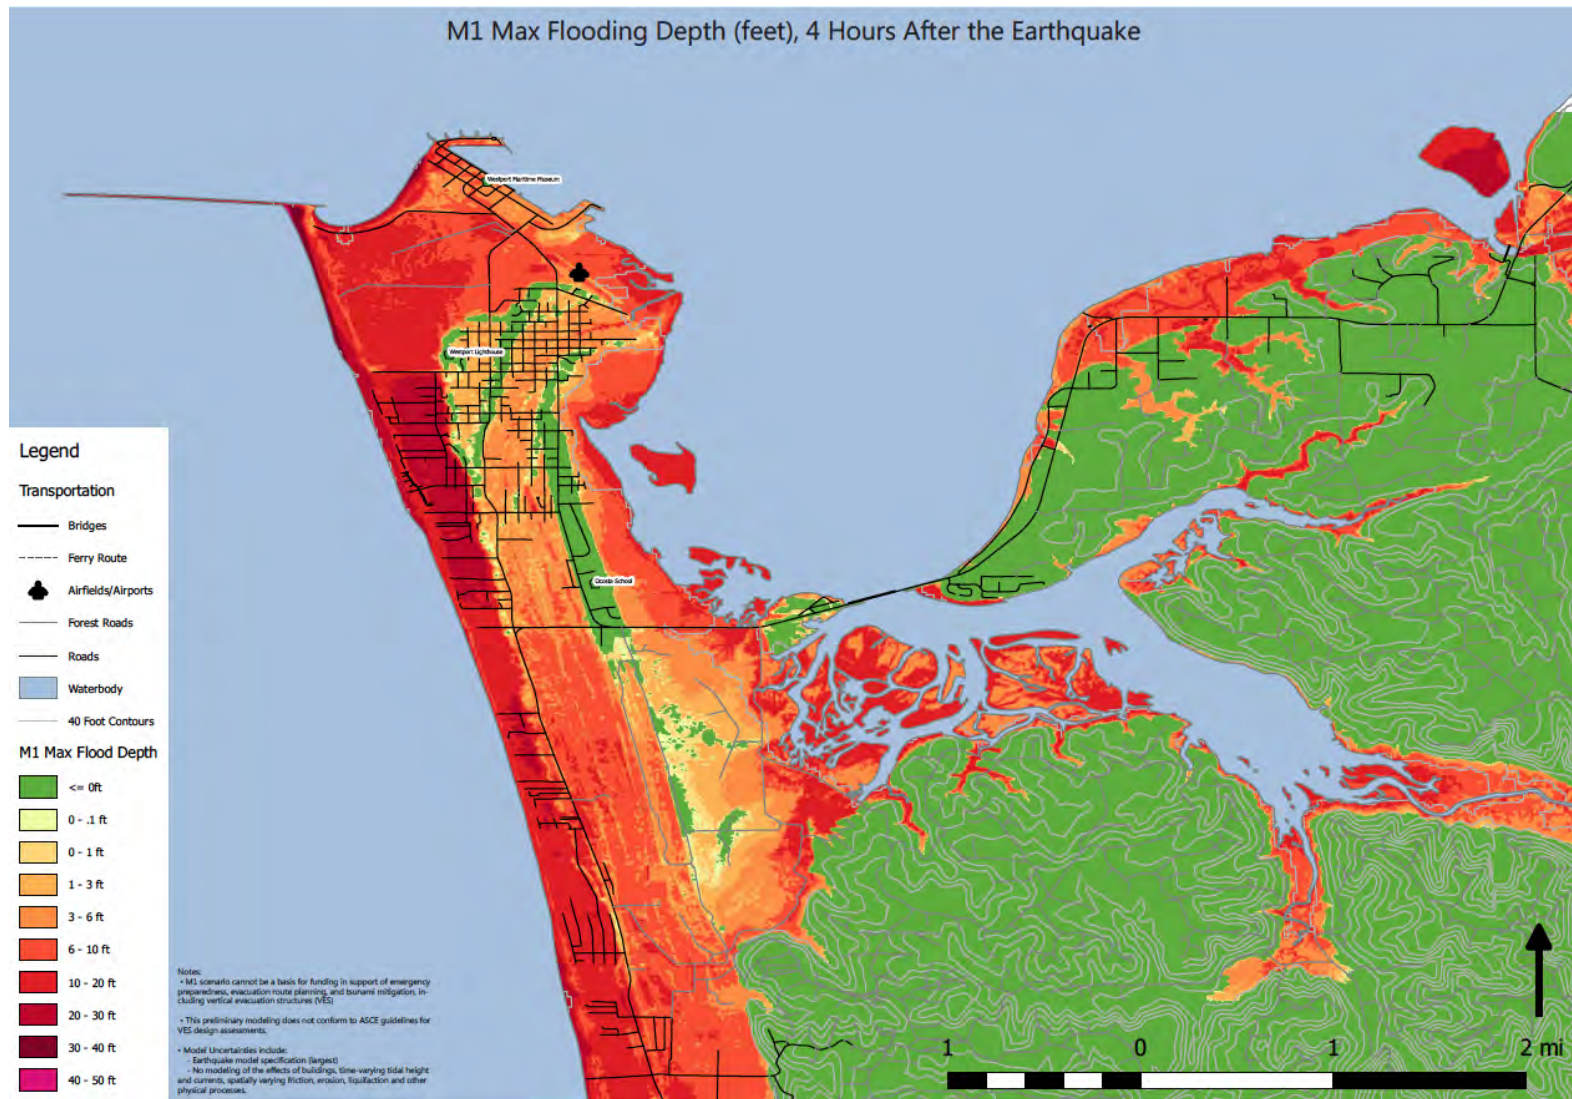 M1 Max Flooding Depth (feet), 4 Hours After the Earthquake
Westport Maritime Museum
Westport Lighthouse
Ocosta School
Legend
Transportation
Bridges
Ferry Route
Airfields/Airports
Forest Roads
Roads
Waterbody
40 Foot Contours
M1 Max Flood Depth
<= 0ft
0 - .1 ft
0 - 1 ft
1 - 3 ft
3 - 6 ft
6 - 10 ft
10 - 20 ft
20 - 30 ft
30 - 40 ft
40 - 50 ft
Notes:
• M1 scenario cannot be a basis for funding in support of emergency
preparedness, evacuation route planning, and tsunami mitigation, in-
cluding vertical evacuation structures (VES)
• This preliminary modeling does not conform to ASCE guidelines for
VES design assessments.
• Model Uncertainties include:
- Earthquake model specification (largest)
- No modeling of the effects of buildings, time-varying tidal height
and currents, spatially varying friction, erosion, liquifaction and other
physical processes.
1 0 1 2 mi